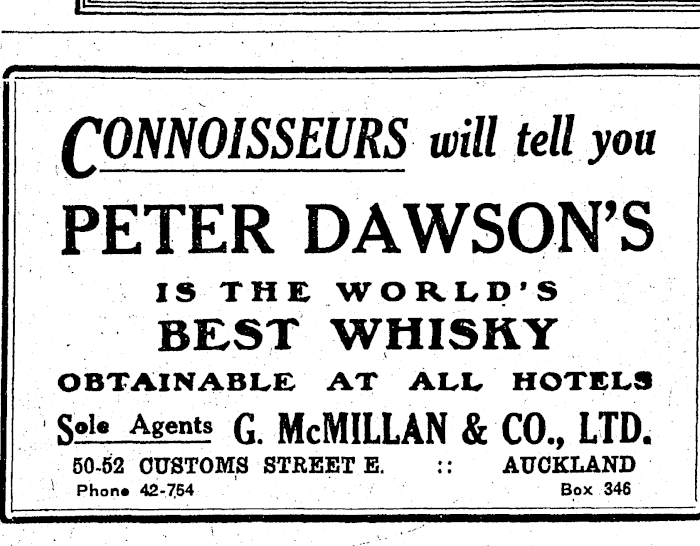 CONNOISSEURS will tell you
PETER DAWSON'S
IS THE WORLD'S
BEST WHISKY
OBTAINABLE AT ALL HOTELS
Sole Agents G. McMILLAN & CO., LTD.
50-52 CUSTOMS STREET E. :: AUCKLAND
Phone 42-754 Box 346